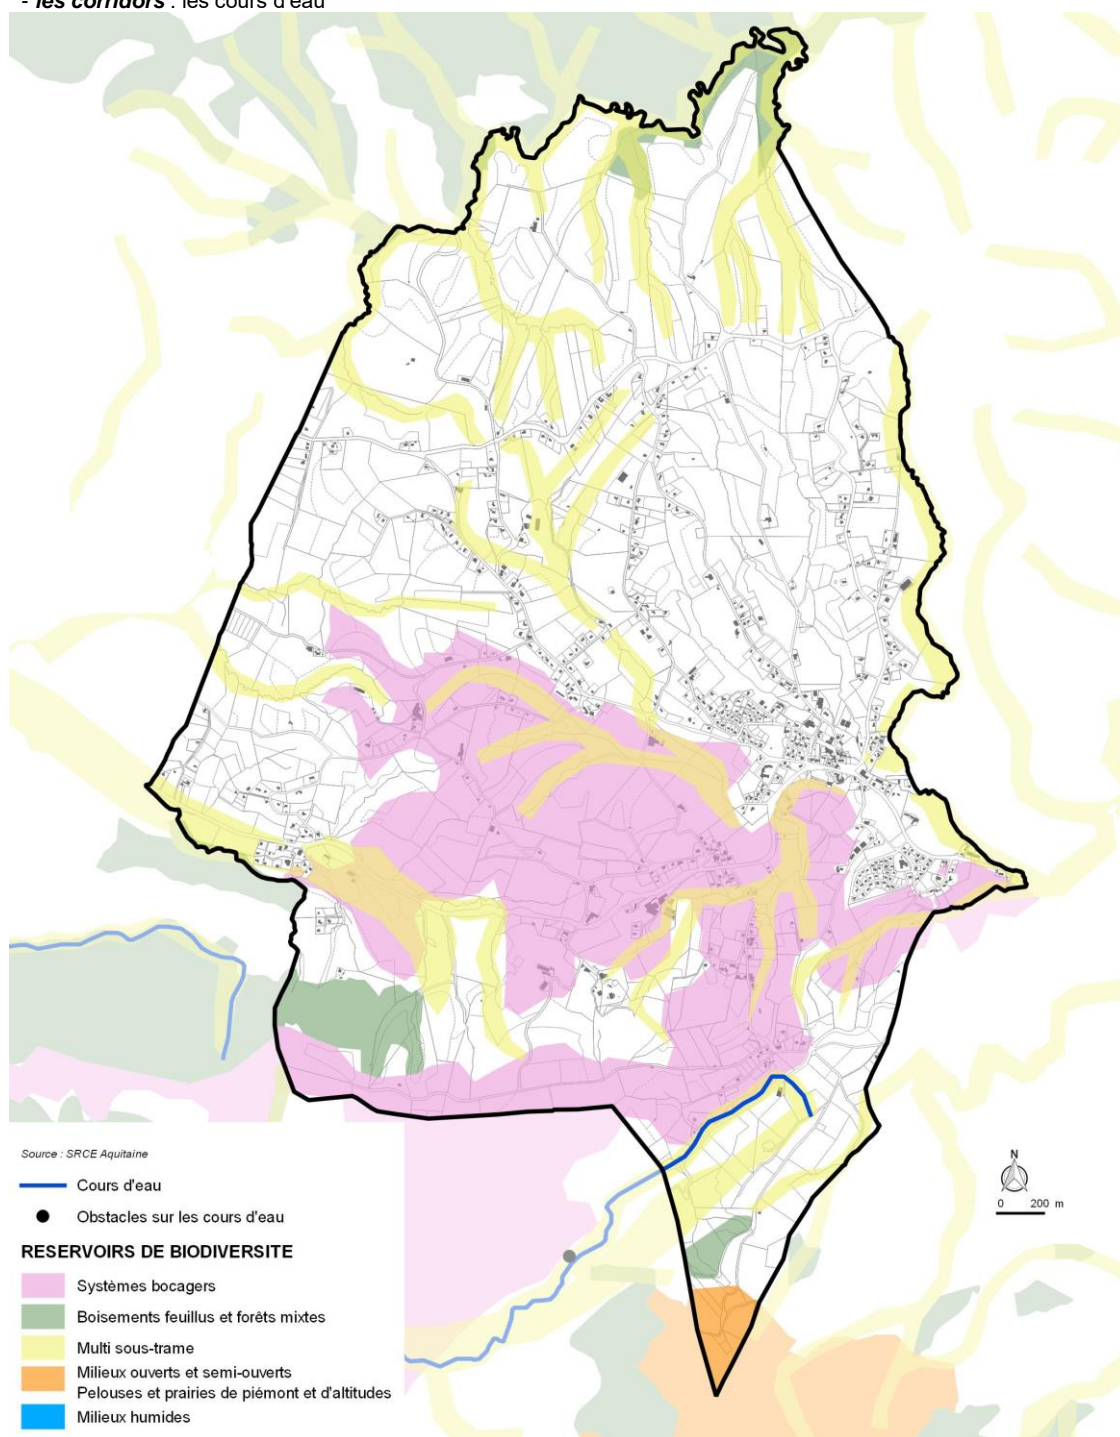 - les corridors : les cours d'eau
Source : SRCE Aquitaine
Cours d'eau
Obstacles sur les cours d'eau
RESERVOIRS DE BIODIVERSITE
Systèmes bocagers
Boisements feuillus et forêts mixtes
Multi sous-trame
Milieux ouverts et semi-ouverts
Pelouses et prairies de piémont et d'altitudes
Milieux humides
N
0 200 m